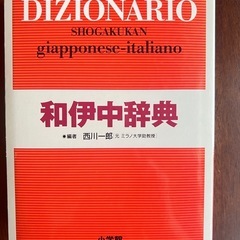 DIZIONARIO
SHOGAKUKAN
giapponese-italiano
和伊中辞典
●編者 西川一郎 (元 ミラノ大学助教授)
小学館